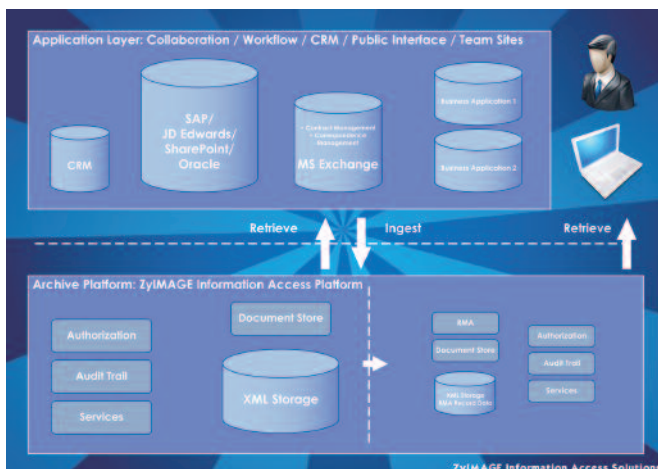 Application Layer: Collaboration / Workflow / CRM / Public Interface / Team Sites
CRM
SAP/
JD Edwards/
SharePoint/
Oracle
• Contract Management
• Correspondence
Management
MS Exchange
Business Application 1
Business Application 2
Retrieve
Ingest
Retrieve
Archive Platform: ZyIMAGE Information Access Platform
Authorization
Audit Trail
Services
Document Store
XML Storage
RMA
Document Store
XML Storage
RMA Record Data
Authorization
Audit Trail
Services
ZyIMAGE Information Access Solution